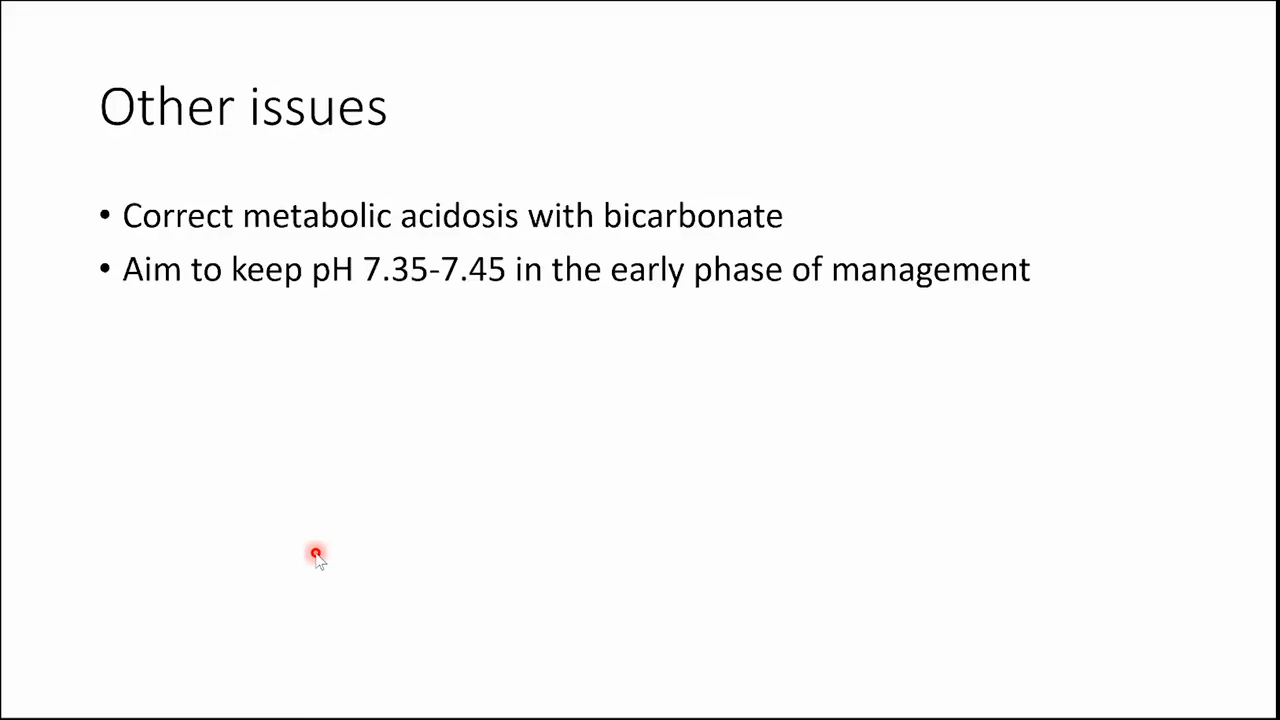 Other issues
• Correct metabolic acidosis with bicarbonate
• Aim to keep pH 7.35-7.45 in the early phase of management